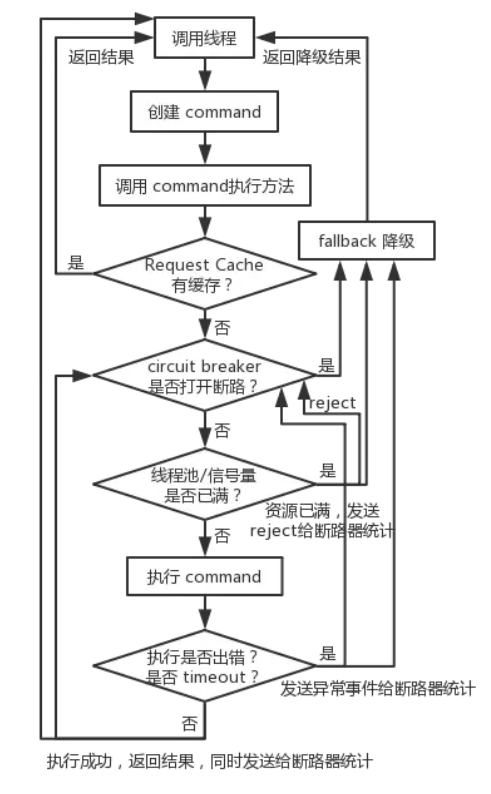 调用线程
返回结果
返回降级结果
创建 command
调用 command执行方法
fallback 降级
Request Cache
有缓存？
是
否
circuit breaker
是否打开断路？
是
reject
否
线程池/信号量
是否已满？
是
资源已满，发送
reject给断路器统计
否
执行 command
执行是否出错？
是否 timeout？
是
发送异常事件给断路器统计
否
执行成功，返回结果，同时发送给断路器统计